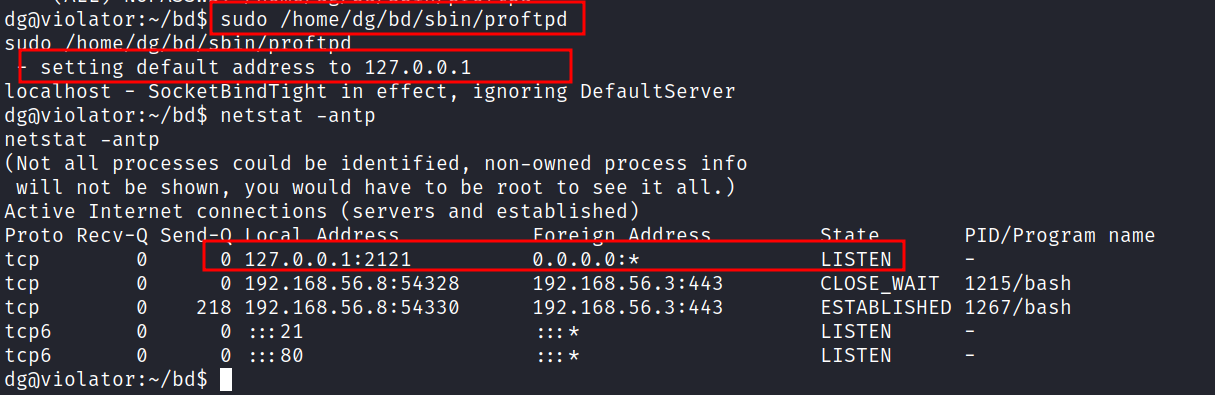 dg@violator:~/bd$ sudo /home/dg/bd/sbin/proftpd
sudo /home/dg/bd/sbin/proftpd
 - setting default address to 127.0.0.1
localhost - SocketBindTight in effect, ignoring DefaultServer
dg@violator:~/bd$ netstat -antp
netstat -antp
(Not all processes could be identified, non-owned process info
 will not be shown, you would have to be root to see it all.)
Active Internet connections (servers and established)
Proto Recv-Q Send-Q Local Address           Foreign Address         State       PID/Program name
tcp        0      0 127.0.0.1:2121          0.0.0.0:*               LISTEN      -
tcp        0      0 192.168.56.8:54328      192.168.56.3:443        CLOSE_WAIT  1215/bash
tcp        0    218 192.168.56.8:54330      192.168.56.3:443        ESTABLISHED 1267/bash
tcp6       0      0 :::21                   :::*                    LISTEN      -
tcp6       0      0 :::80                   :::*                    LISTEN      -
dg@violator:~/bd$